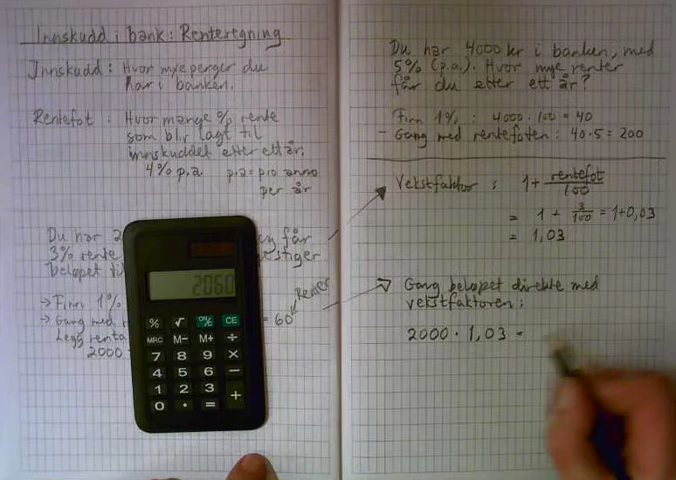 Innskudd i bank: Renteregning
Innskudd: Hvor mye penger du
har i banken.
Rentefot: Hvor mange % rente
som blir lagt til
innskuddet etter ett år.
4% p.a. p.a = pro anno
per år
Du har 2 får
3% rente stiger
beløpet til
→ Finn 1%
→ Gang med = 60 Renter
Legg renta
2000
2060
% √ CE
MRC M- M+ ÷
7 8 9 ×
4 5 6 -
1 2 3 +
0 . =
Du har 4000 kr i banken, med
5% (p.a.). Hvor mye renter
får du etter ett år?
Finn 1% : 4000 : 100 = 40
- Gang med rentefoten: 40 · 5 = 200
Vekstfaktor : 1 + rentefot/100
= 1 + 3/100 = 1 + 0,03
= 1,03
→ Gang beløpet direkte med
vekstfaktoren:
2000 · 1,03 =